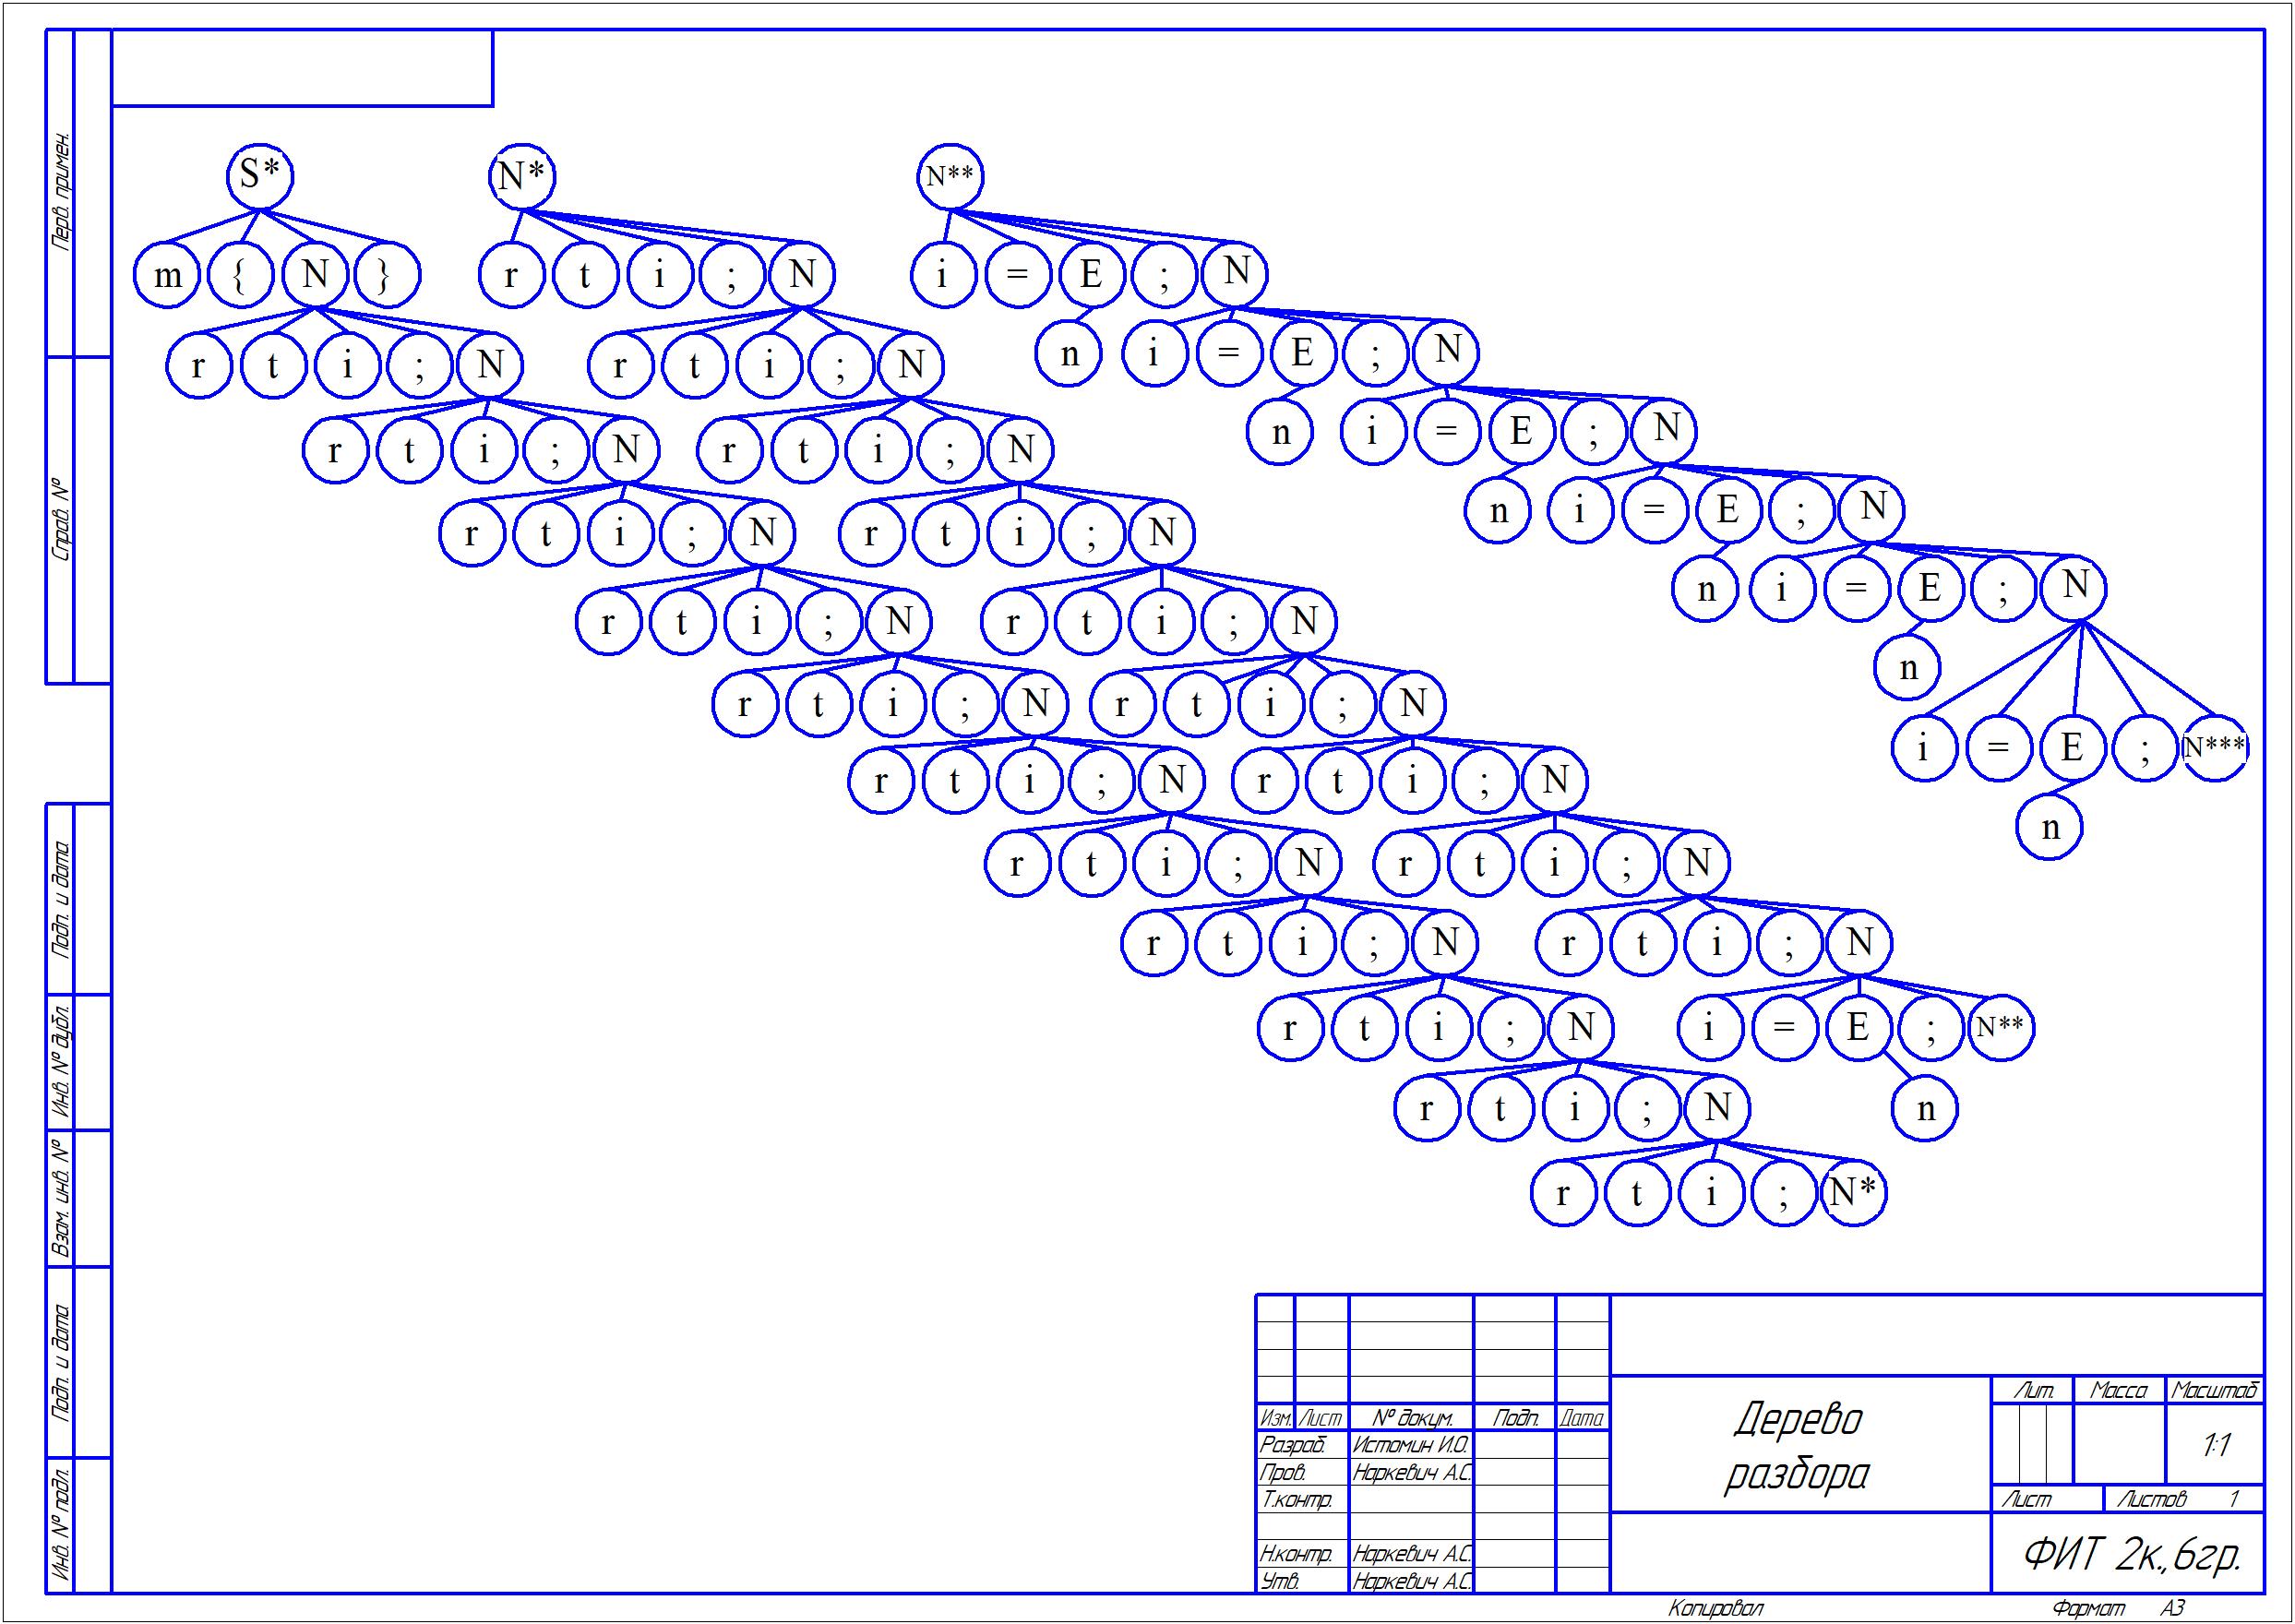 S* N* N**
m { N } r t i ; N i = E ; N
r t i ; N r t i ; N n i = E ; N
r t i ; N r t i ; N n i = E ; N
r t i ; N r t i ; N n i = E ; N
r t i ; N r t i ; N n i = E ; N
n
r t i ; N r t i ; N i = E ; N***
r t i ; N r t i ; N n
r t i ; N r t i ; N
r t i ; N r t i ; N
r t i ; N i = E ; N**
r t i ; N n
r t i ; N*
Перв. примен.
Справ. №
Подп. и дата
Инв. № дубл.
Взам. инв. №
Подп. и дата
Инв. № подл.
Изм. Лист № докум. Подп. Дата
Разраб. Истомин И.О.
Пров. Наркевич А.С.
Т.контр.
Н.контр. Наркевич А.С.
Утв. Наркевич А.С.
Дерево
разбора
Лит. Масса Масштаб
1:1
Лист Листов 1
ФИТ 2к.,6гр.
Копировал Формат А3